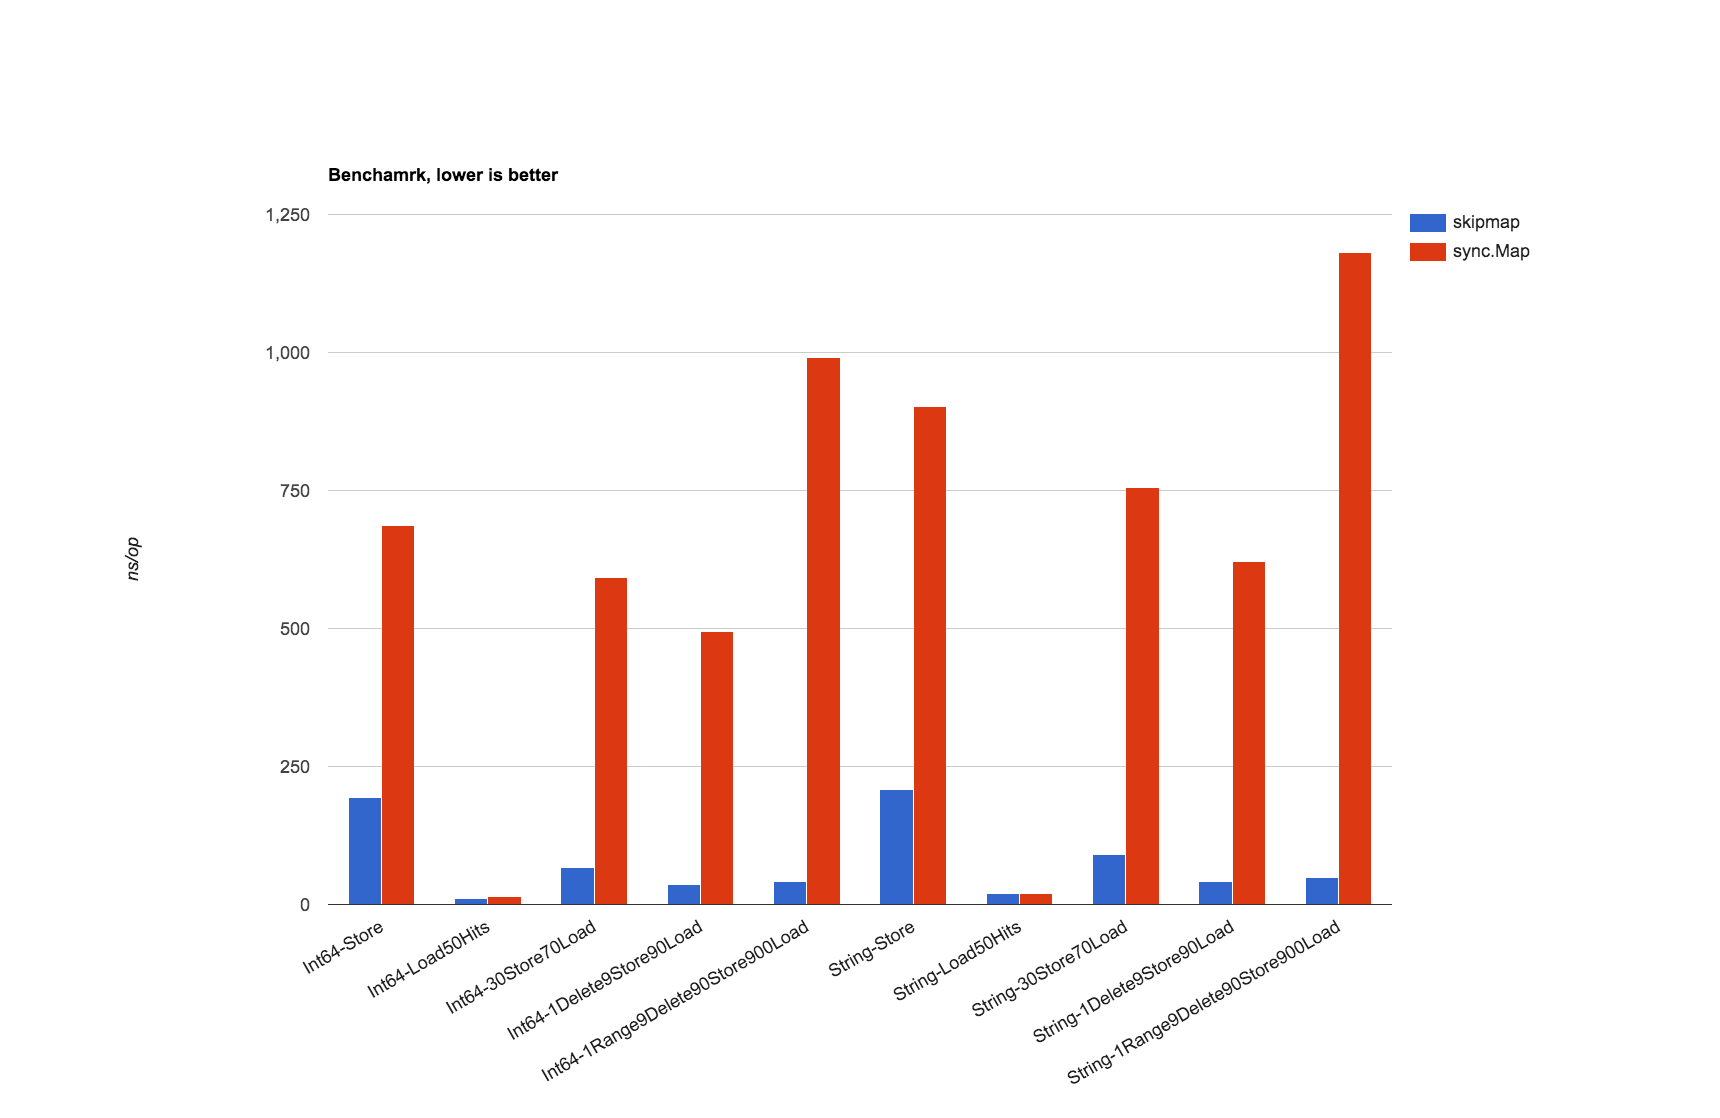 Benchamrk, lower is better
1,250
1,000
750
500
250
0
ns/op
skipmap
sync.Map
Int64-Store
Int64-Load50Hits
Int64-30Store70Load
Int64-1Delete9Store90Load
Int64-1Range9Delete90Store900Load
String-Store
String-Load50Hits
String-30Store70Load
String-1Delete9Store90Load
String-1Range9Delete90Store900Load